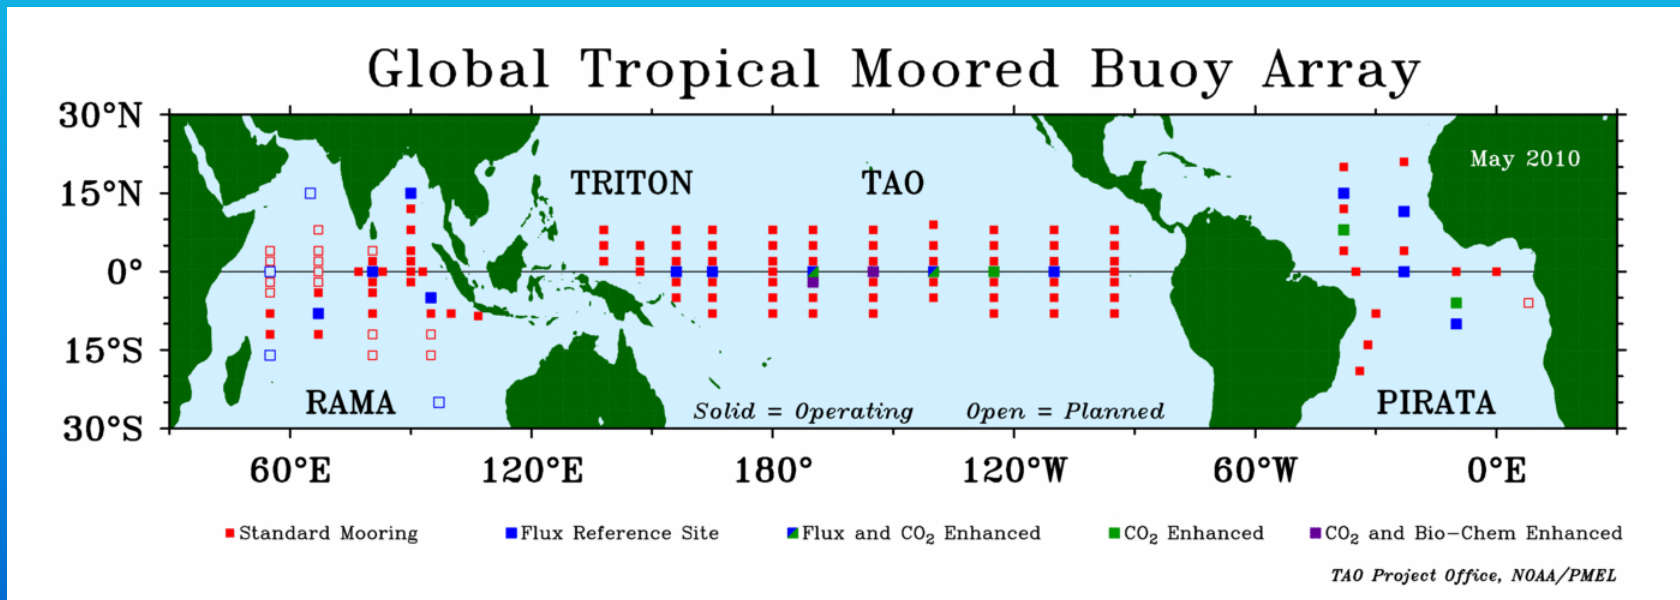 Global Tropical Moored Buoy Array
30°N
15°N
0°
15°S
30°S
TRITON
TAO
May 2010
RAMA
PIRATA
Solid = Operating
Open = Planned
60°E
120°E
180°
120°W
60°W
0°E
Standard Mooring
Flux Reference Site
Flux and CO₂ Enhanced
CO₂ Enhanced
CO₂ and Bio-Chem Enhanced
TAO Project Office, NOAA/PMEL